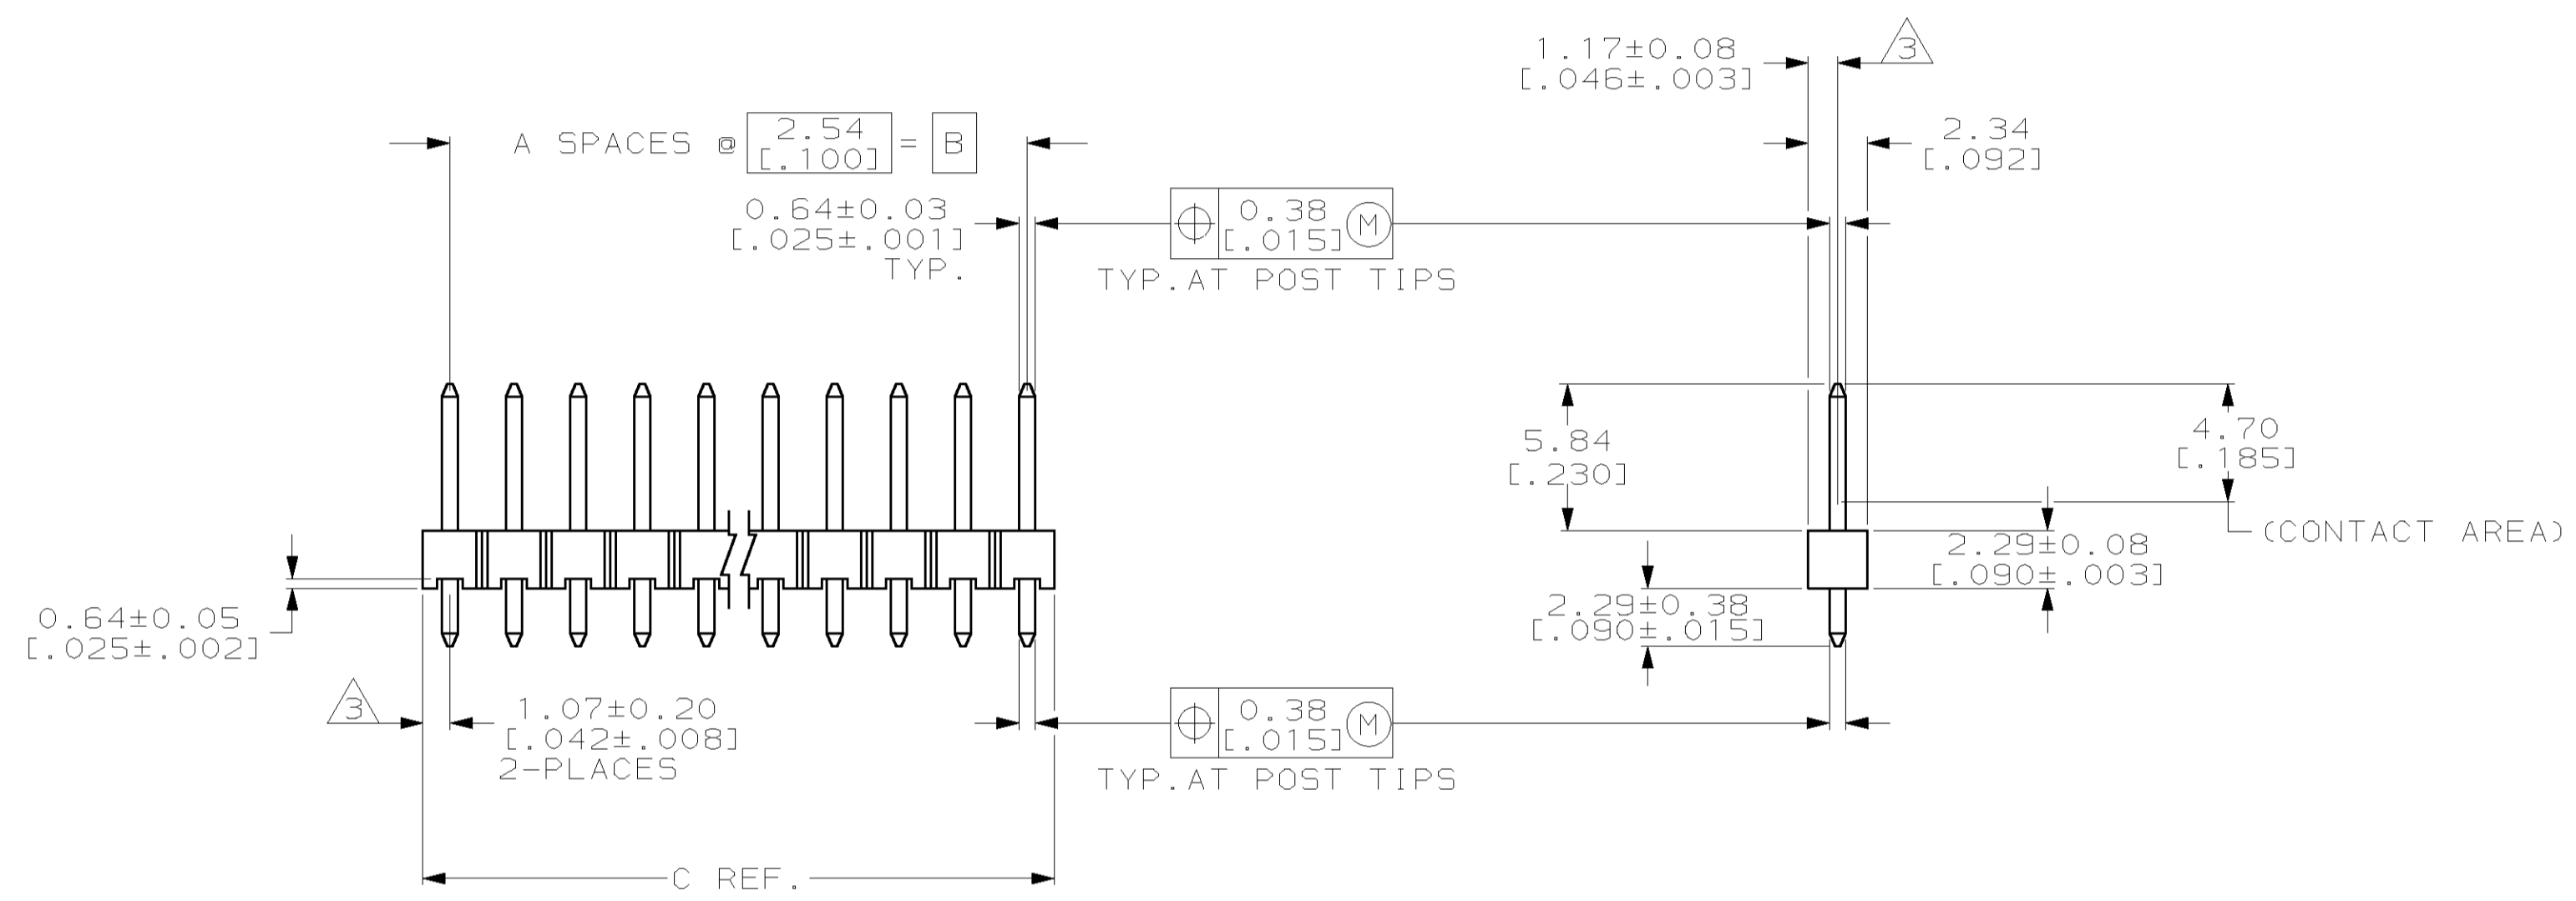 1.17±0.08
[.046±.003]
3
A SPACES @ 2.54 [.100] = B
2.34
[.092]
0.64±0.03
[.025±.001]
TYP.
0.38
[.015] M
TYP.AT POST TIPS
5.84
[.230]
4.70
[.185]
(CONTACT AREA)
2.29±0.08
[.090±.003]
2.29±0.38
[.090±.015]
0.64±0.05
[.025±.002]
3
1.07±0.20
[.042±.008]
2-PLACES
0.38
[.015] M
TYP.AT POST TIPS
C REF.